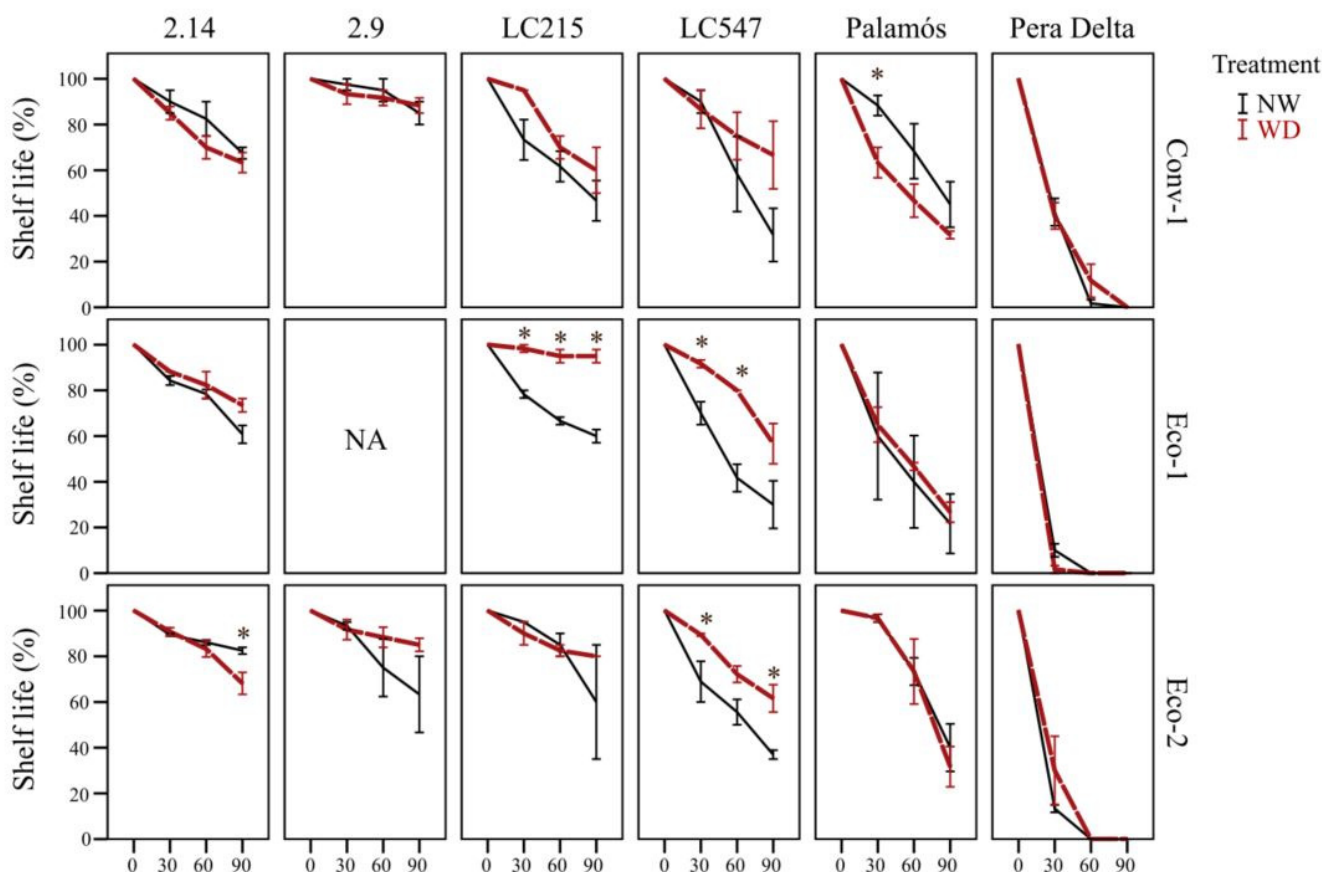 2.14 2.9 LC215 LC547 Palamós Pera Delta
Treatment
NW
WD
Shelf life (%)
100
80
60
40
20
0
*
Conv-1
Shelf life (%)
100
80
60
40
20
0
NA
* * *
*
*
Eco-1
Shelf life (%)
100
80
60
40
20
0
*
*
*
Eco-2
0 30 60 90 0 30 60 90 0 30 60 90 0 30 60 90 0 30 60 90 0 30 60 90